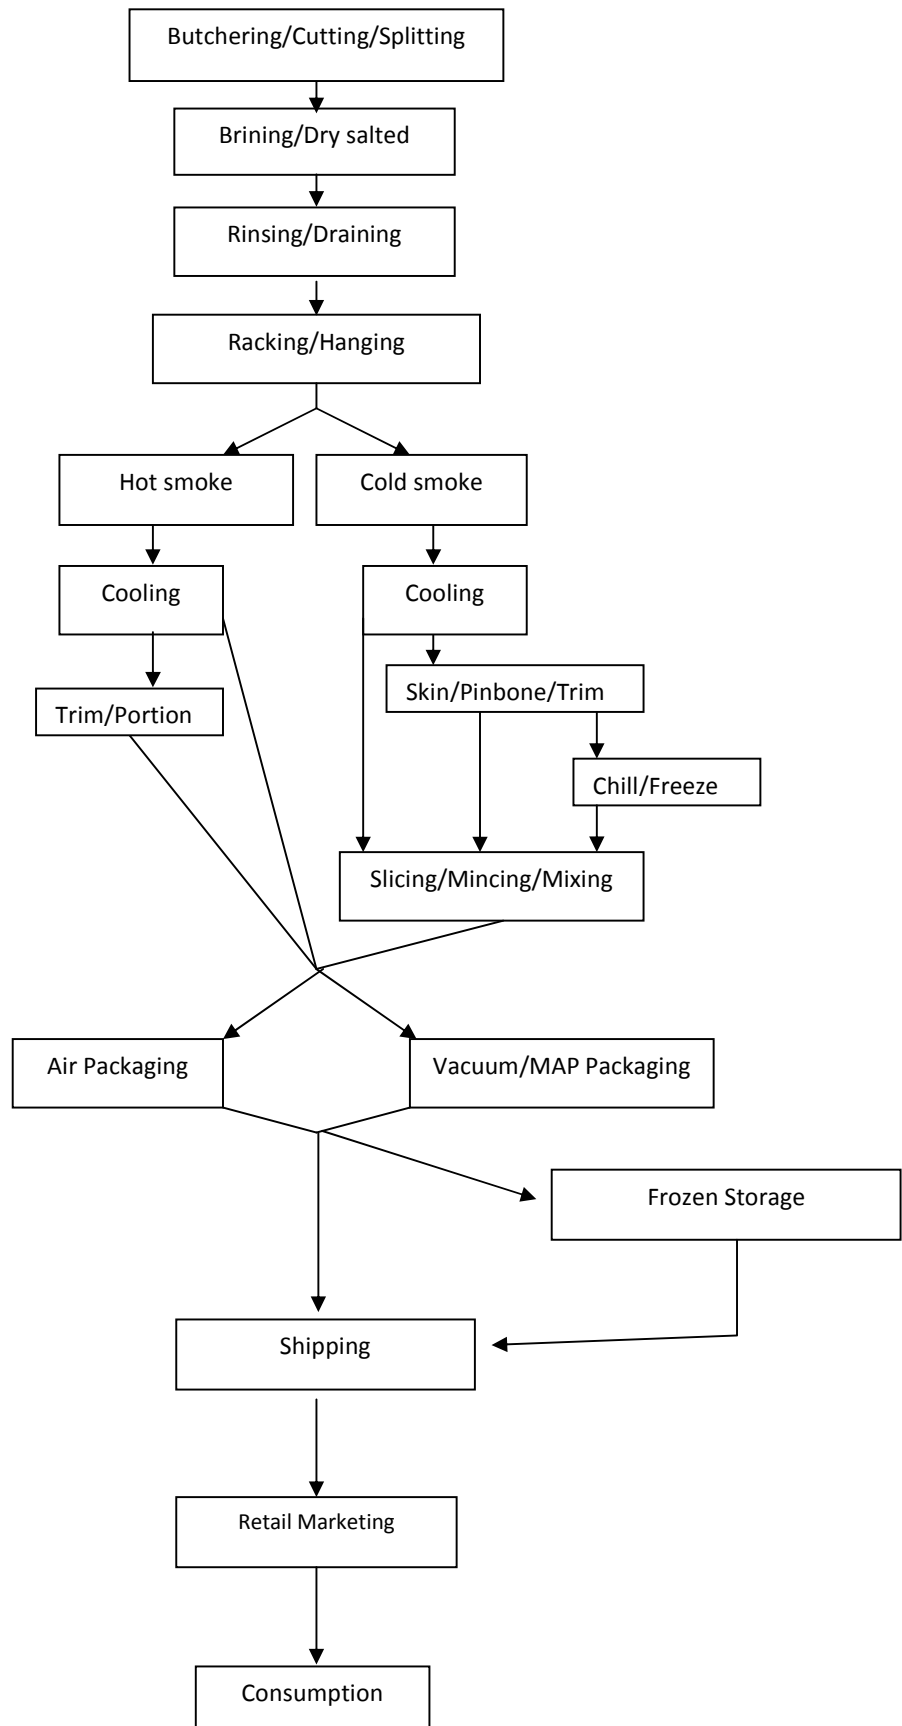 Butchering/Cutting/Splitting
Brining/Dry salted
Rinsing/Draining
Racking/Hanging
Hot smoke
Cold smoke
Cooling
Cooling
Skin/Pinbone/Trim
Trim/Portion
Chill/Freeze
Slicing/Mincing/Mixing
Air Packaging
Vacuum/MAP Packaging
Frozen Storage
Shipping
Retail Marketing
Consumption